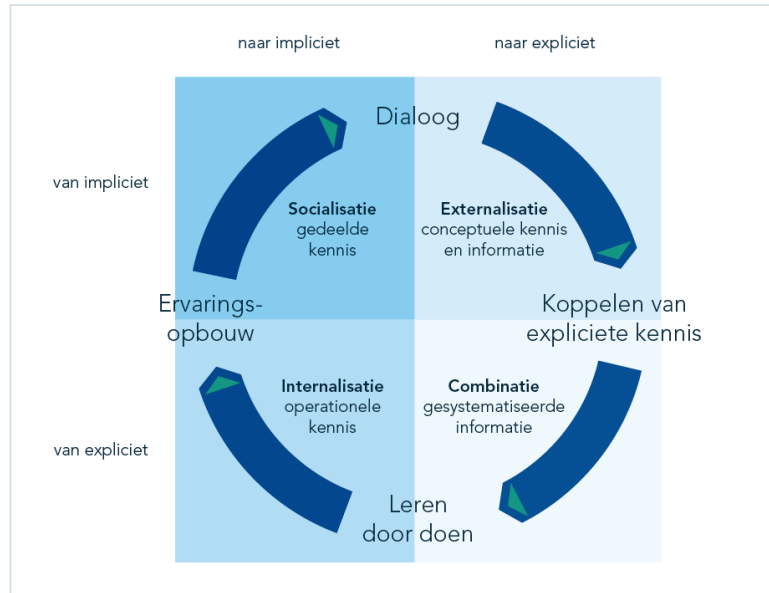 naar impliciet
naar expliciet
Dialoog
van impliciet
Socialisatie
gedeelde
kennis
Externalisatie
conceptuele kennis
en informatie
Ervarings-
opbouw
Koppelen van
expliciete kennis
Internalisatie
operationele
kennis
Combinatie
gesystematiseerde
informatie
van expliciet
Leren
door doen